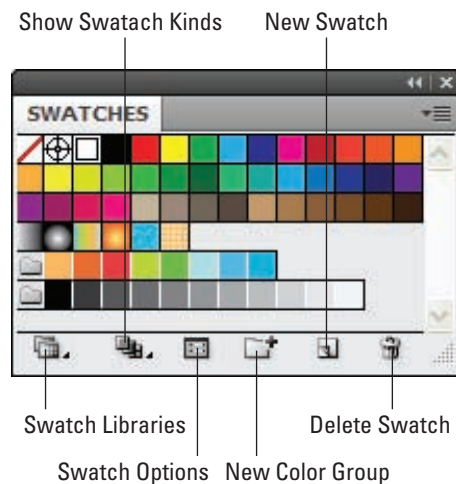 Show Swatach Kinds New Swatch
SWATCHES
Swatch Libraries Delete Swatch
Swatch Options New Color Group